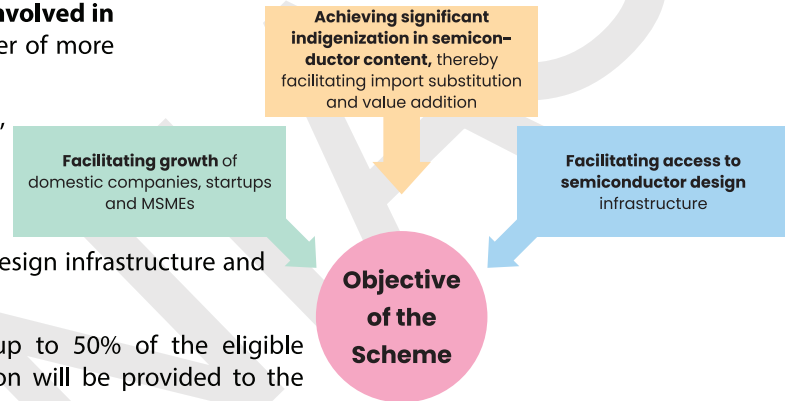 nvolved in
er of more
,
esign infrastructure and
up to 50% of the eligible
on will be provided to the
Achieving significant
indigenization in semicon-
ductor content, thereby
facilitating import substitution
and value addition
Facilitating growth of
domestic companies, startups
and MSMEs
Facilitating access to
semiconductor design
infrastructure
Objective
of the
Scheme